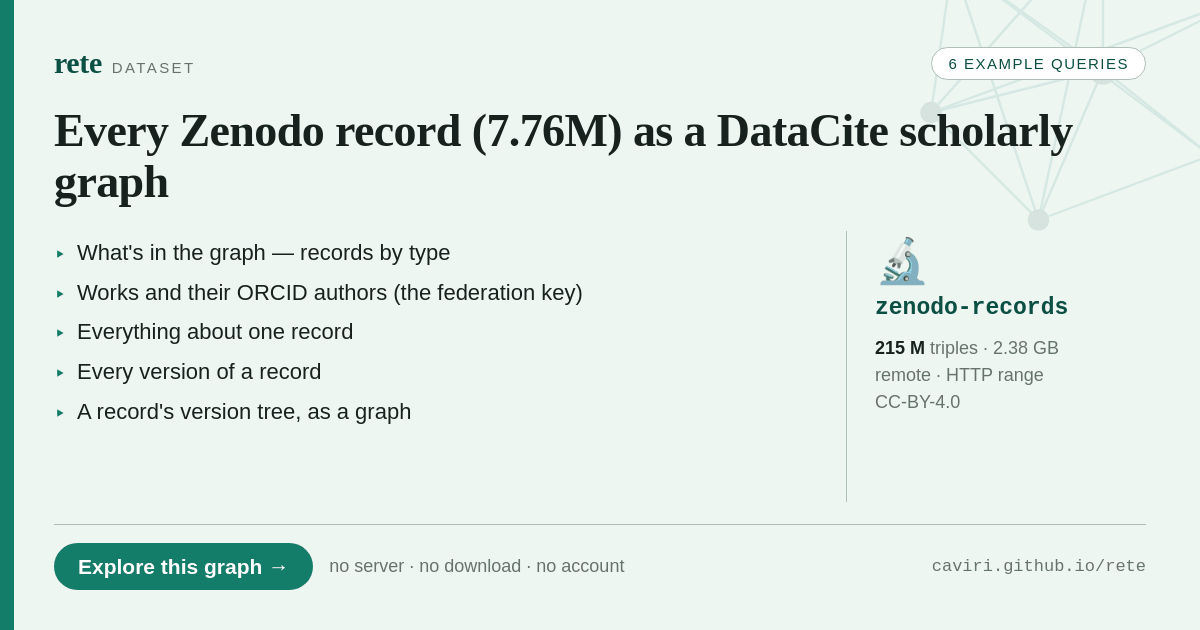 rete DATASET
6 EXAMPLE QUERIES
Every Zenodo record (7.76M) as a DataCite scholarly
graph
▸ What's in the graph — records by type
▸ Works and their ORCID authors (the federation key)
▸ Everything about one record
▸ Every version of a record
▸ A record's version tree, as a graph
zenodo-records
215 M triples · 2.38 GB
remote · HTTP range
CC-BY-4.0
Explore this graph →
no server · no download · no account
caviri.github.io/rete